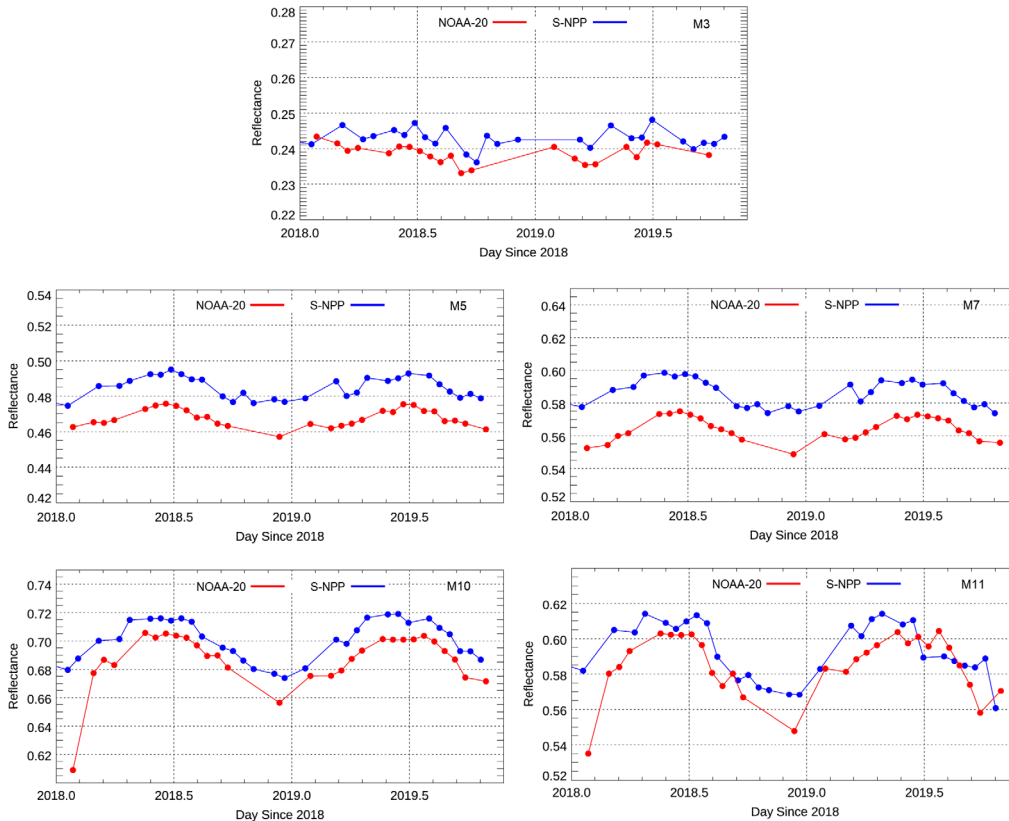 0.28
NOAA-20 S-NPP M3
0.27
0.26
0.25
0.24
0.23
0.22
Reflectance
2018.0 2018.5 2019.0 2019.5
Day Since 2018
0.54
NOAA-20 S-NPP M5
0.52
0.50
0.48
0.46
0.44
0.42
Reflectance
2018.0 2018.5 2019.0 2019.5
Day Since 2018
0.64
NOAA-20 S-NPP M7
0.62
0.60
0.58
0.56
0.54
0.52
Reflectance
2018.0 2018.5 2019.0 2019.5
Day Since 2018
0.74
NOAA-20 S-NPP M10
0.72
0.70
0.68
0.66
0.64
0.62
Reflectance
2018.0 2018.5 2019.0 2019.5
Day Since 2018
NOAA-20 S-NPP M11
0.62
0.60
0.58
0.56
0.54
0.52
Reflectance
2018.0 2018.5 2019.0 2019.5
Day Since 2018